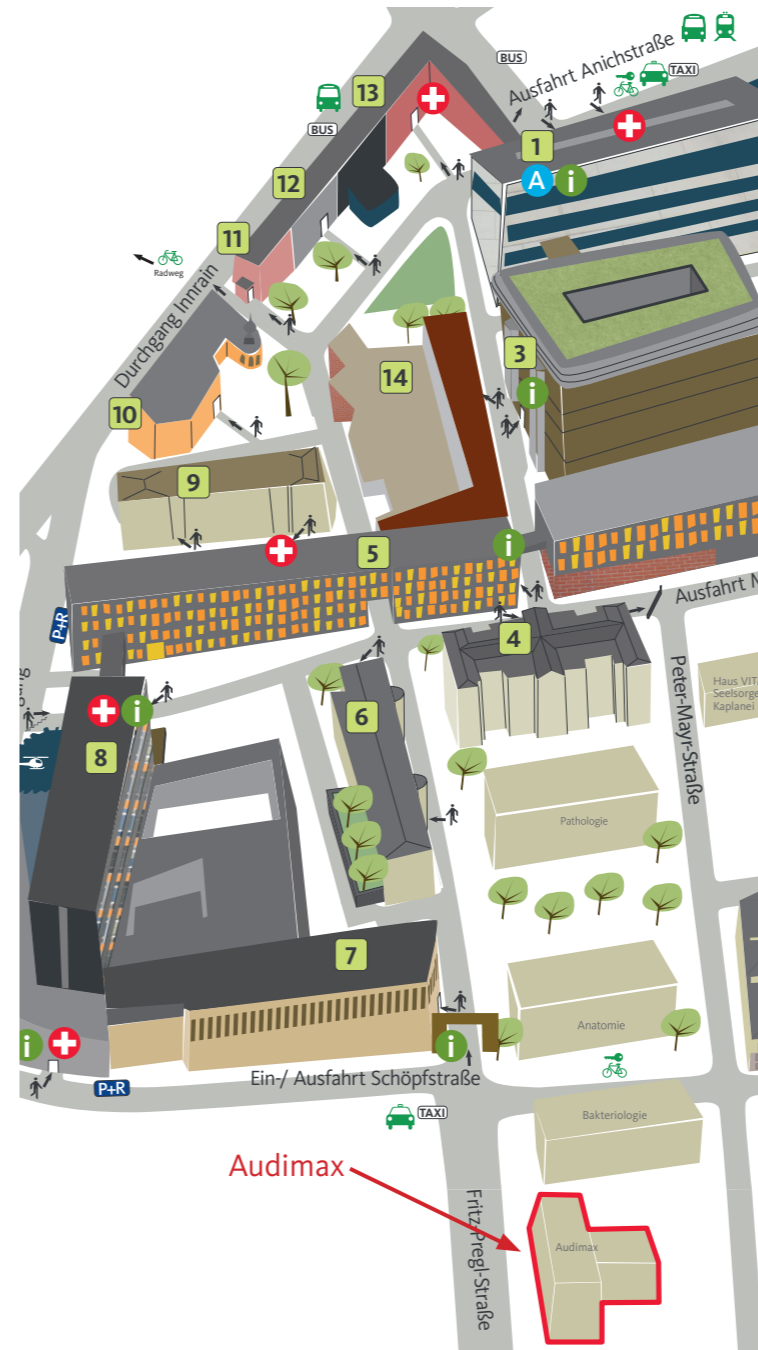 BUS
Ausfahrt Anichstraße
TAXI
13
BUS
1
A
i
12
11
Radweg
Durchgang Innrain
3
i
14
10
9
5
i
P+R
Ausfahrt M
4
Haus VIT
Seelsorge
Kaplanei
Peter-Mayr-Straße
6
i
8
gang
Pathologie
7
Anatomie
i
i
Ein-/ Ausfahrt Schöpfstraße
P+R
TAXI
Bakteriologie
Audimax
Fritz-Pregl-Straße
Audimax